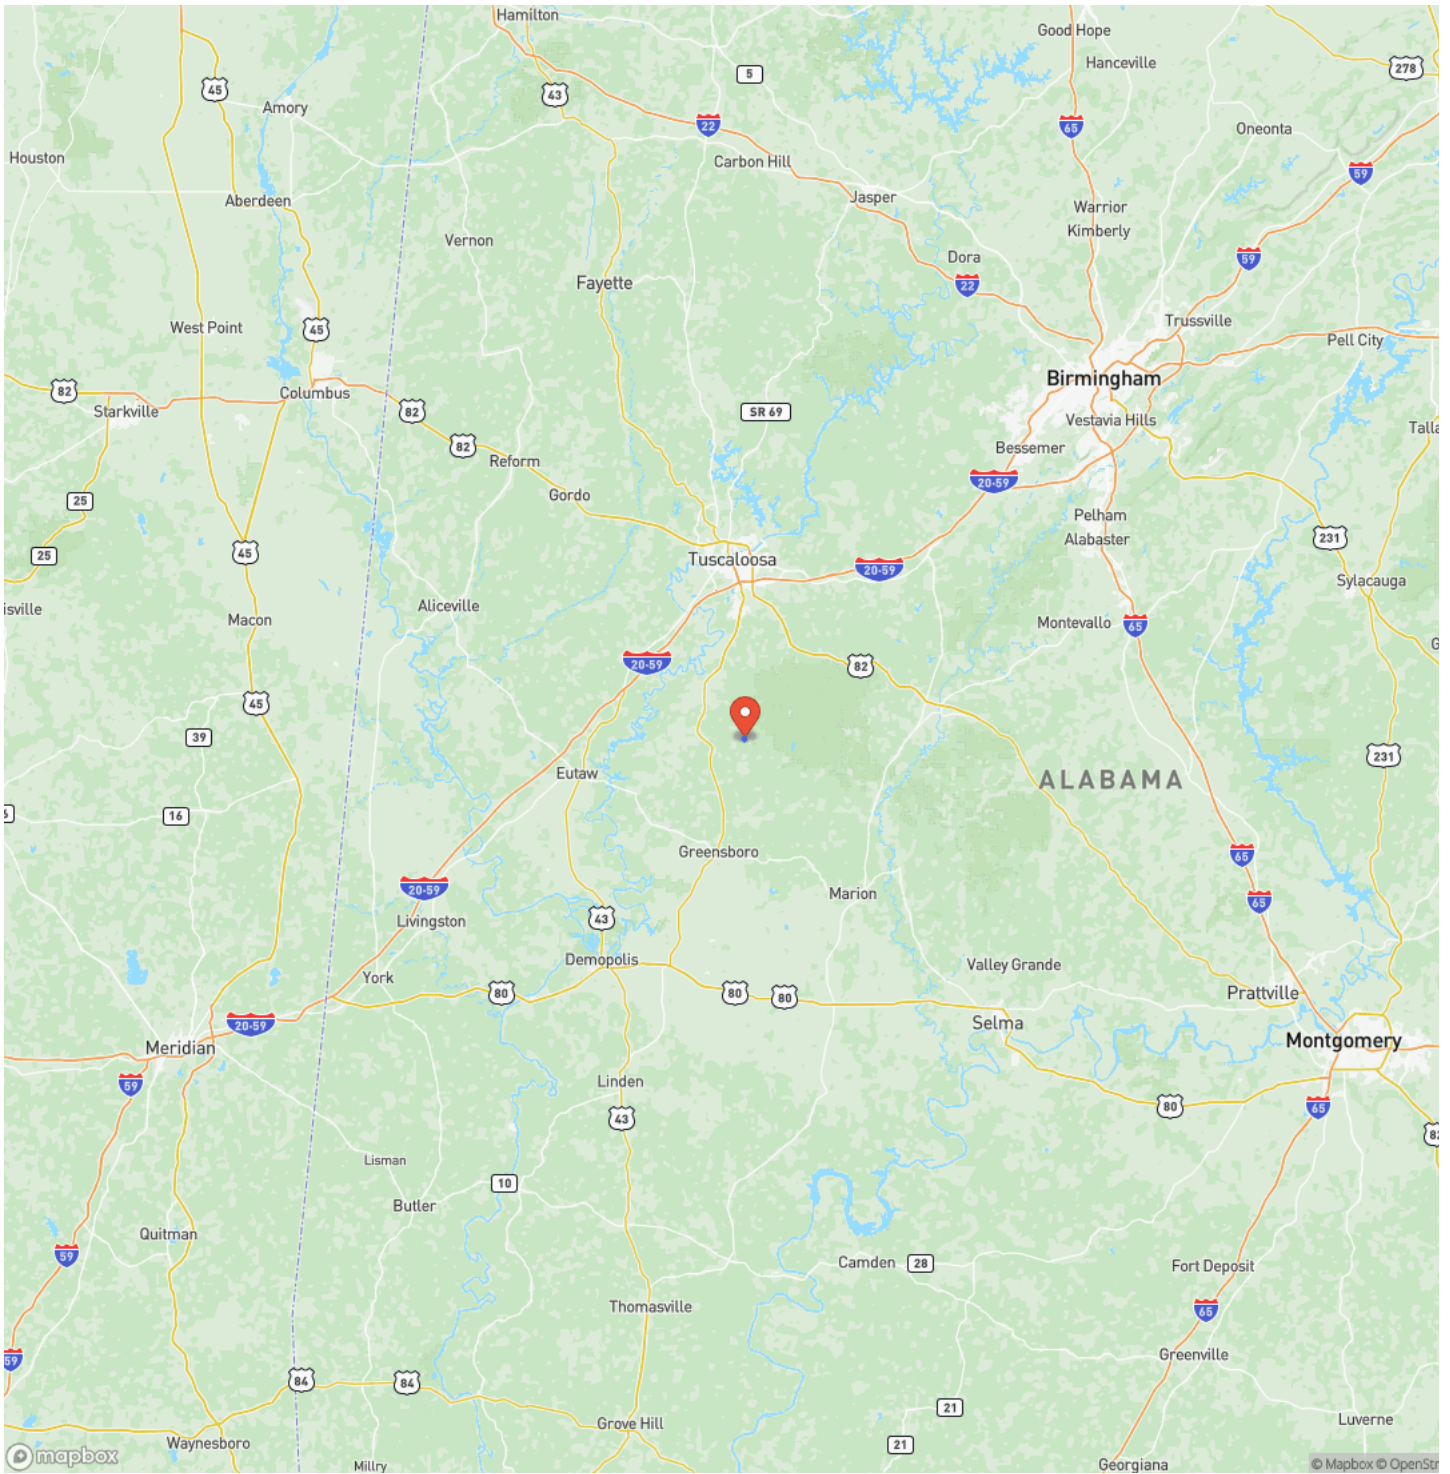 Hamilton
Good Hope
Hanceville
278
5
45
43
Amory
22
65
Oneonta
Houston
Carbon Hill
59
Jasper
Aberdeen
Warrior
Kimberly
Vernon
Dora
59
Fayette
22
West Point
45
Trussville
Pell City
Birmingham
82
Columbus
Starkville
82
SR 69
Vestavia Hills
Talla
82
Bessemer
Reform
20-59
Gordo
25
Pelham
Alabaster
231
25
45
Tuscaloosa
20-59
Sylacauga
isville
Aliceville
Macon
Montevallo
65
G
20-59
82
45
39
231
Eutaw
ALABAMA
16
6
Greensboro
65
20-59
Marion
65
Livingston
43
Demopolis
Valley Grande
York
80
80
80
Prattville
20-59
Selma
Meridian
Montgomery
59
Linden
80
65
43
82
Lisman
10
Butler
Quitman
59
Camden
28
Fort Deposit
Thomasville
65
59
Greenville
84
84
21
Grove Hill
Luverne
Waynesboro
21
mapbox
Millry
Georgiana
© Mapbox © OpenStr